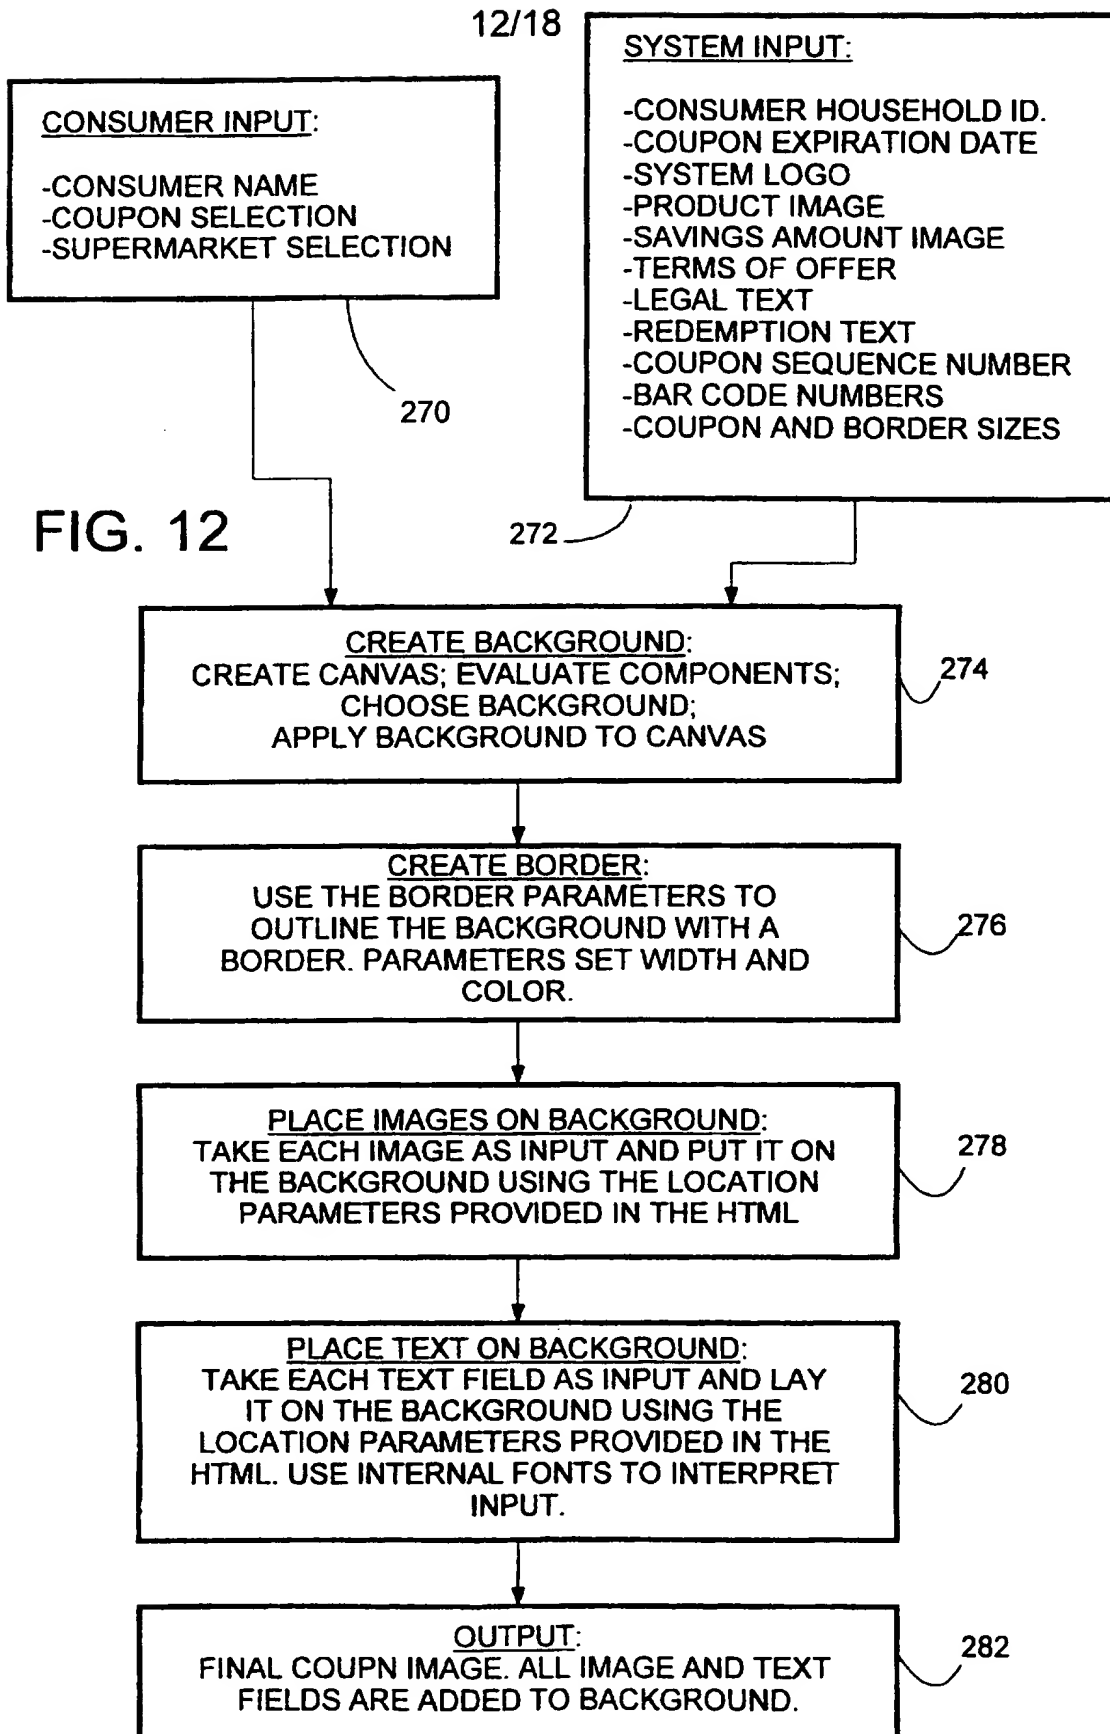 12/18
CONSUMER INPUT:
-CONSUMER NAME
-COUPON SELECTION
-SUPERMARKET SELECTION
270
SYSTEM INPUT:
-CONSUMER HOUSEHOLD ID.
-COUPON EXPIRATION DATE
-SYSTEM LOGO
-PRODUCT IMAGE
-SAVINGS AMOUNT IMAGE
-TERMS OF OFFER
-LEGAL TEXT
-REDEMPTION TEXT
-COUPON SEQUENCE NUMBER
-BAR CODE NUMBERS
-COUPON AND BORDER SIZES
272
FIG. 12
CREATE BACKGROUND:
CREATE CANVAS; EVALUATE COMPONENTS;
CHOOSE BACKGROUND;
APPLY BACKGROUND TO CANVAS
274
CREATE BORDER:
USE THE BORDER PARAMETERS TO
OUTLINE THE BACKGROUND WITH A
BORDER. PARAMETERS SET WIDTH AND
COLOR.
276
PLACE IMAGES ON BACKGROUND:
TAKE EACH IMAGE AS INPUT AND PUT IT ON
THE BACKGROUND USING THE LOCATION
PARAMETERS PROVIDED IN THE HTML
278
PLACE TEXT ON BACKGROUND:
TAKE EACH TEXT FIELD AS INPUT AND LAY
IT ON THE BACKGROUND USING THE
LOCATION PARAMETERS PROVIDED IN THE
HTML. USE INTERNAL FONTS TO INTERPRET
INPUT.
280
OUTPUT:
FINAL COUPN IMAGE. ALL IMAGE AND TEXT
FIELDS ARE ADDED TO BACKGROUND.
282